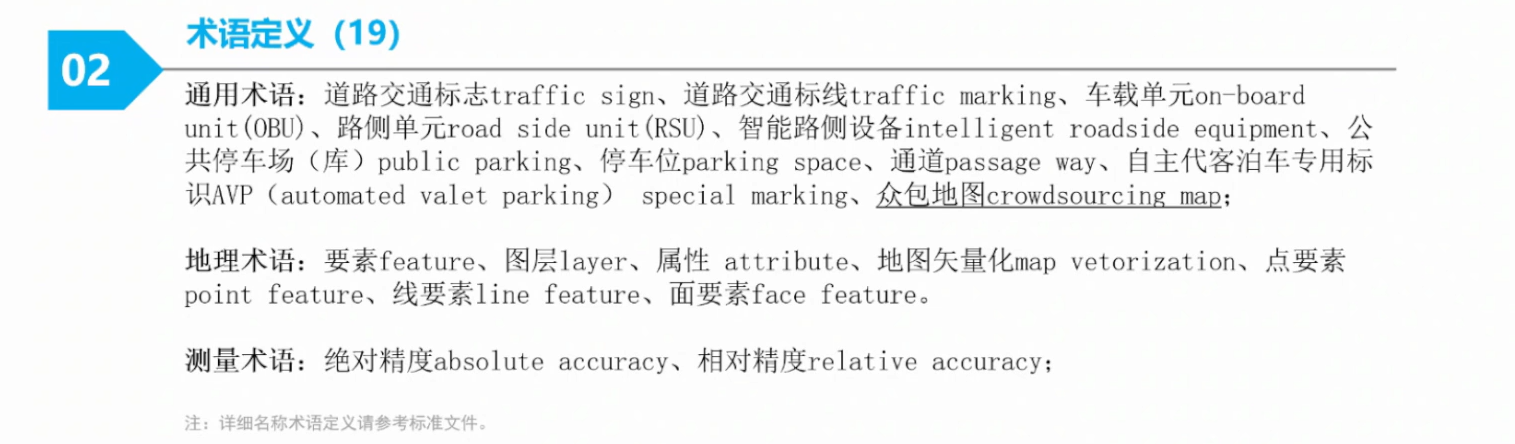 02
术语定义（19）
通用术语：道路交通标志traffic sign、道路交通标线traffic marking、车载单元on-board
unit(OBU)、路侧单元road side unit(RSU)、智能路侧设备intelligent roadside equipment、公
共停车场（库）public parking、停车位parking space、通道passage way、自主代客泊车专用标
识AVP（automated valet parking） special marking、众包地图crowdsourcing map;
地理术语：要素feature、图层layer、属性 attribute、地图矢量化map vetorization、点要素
point feature、线要素line feature、面要素face feature。
测量术语：绝对精度absolute accuracy、相对精度relative accuracy;
注：详细名称术语定义请参考标准文件。